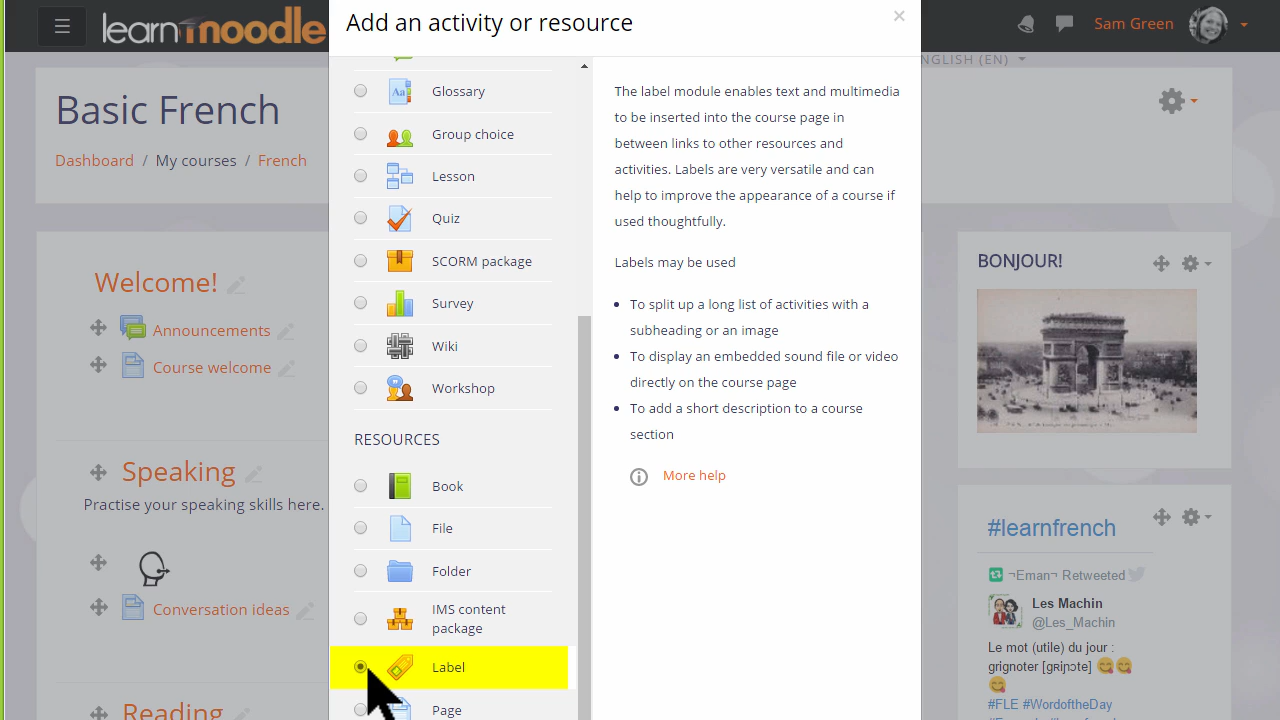 learnmoodle
Add an activity or resource
×
Sam Green
NGLISH (EN)
Basic French
Dashboard / My courses / French
Welcome!
Announcements
Course welcome
Speaking
Practise your speaking skills here.
Conversation ideas
Reading
Glossary
Group choice
Lesson
Quiz
SCORM package
Survey
Wiki
Workshop
RESOURCES
Book
File
Folder
IMS content
package
Label
Page
The label module enables text and multimedia
to be inserted into the course page in
between links to other resources and
activities. Labels are very versatile and can
help to improve the appearance of a course if
used thoughtfully.
Labels may be used
• To split up a long list of activities with a
subheading or an image
• To display an embedded sound file or video
directly on the course page
• To add a short description to a course
section
More help
BONJOUR!
#learnfrench
¬Eman¬ Retweeted
Les Machin
@Les_Machin
Le mot (utile) du jour :
grignoter [gʀiɲɔte] 😋😋
😋
#FLE #WordoftheDay